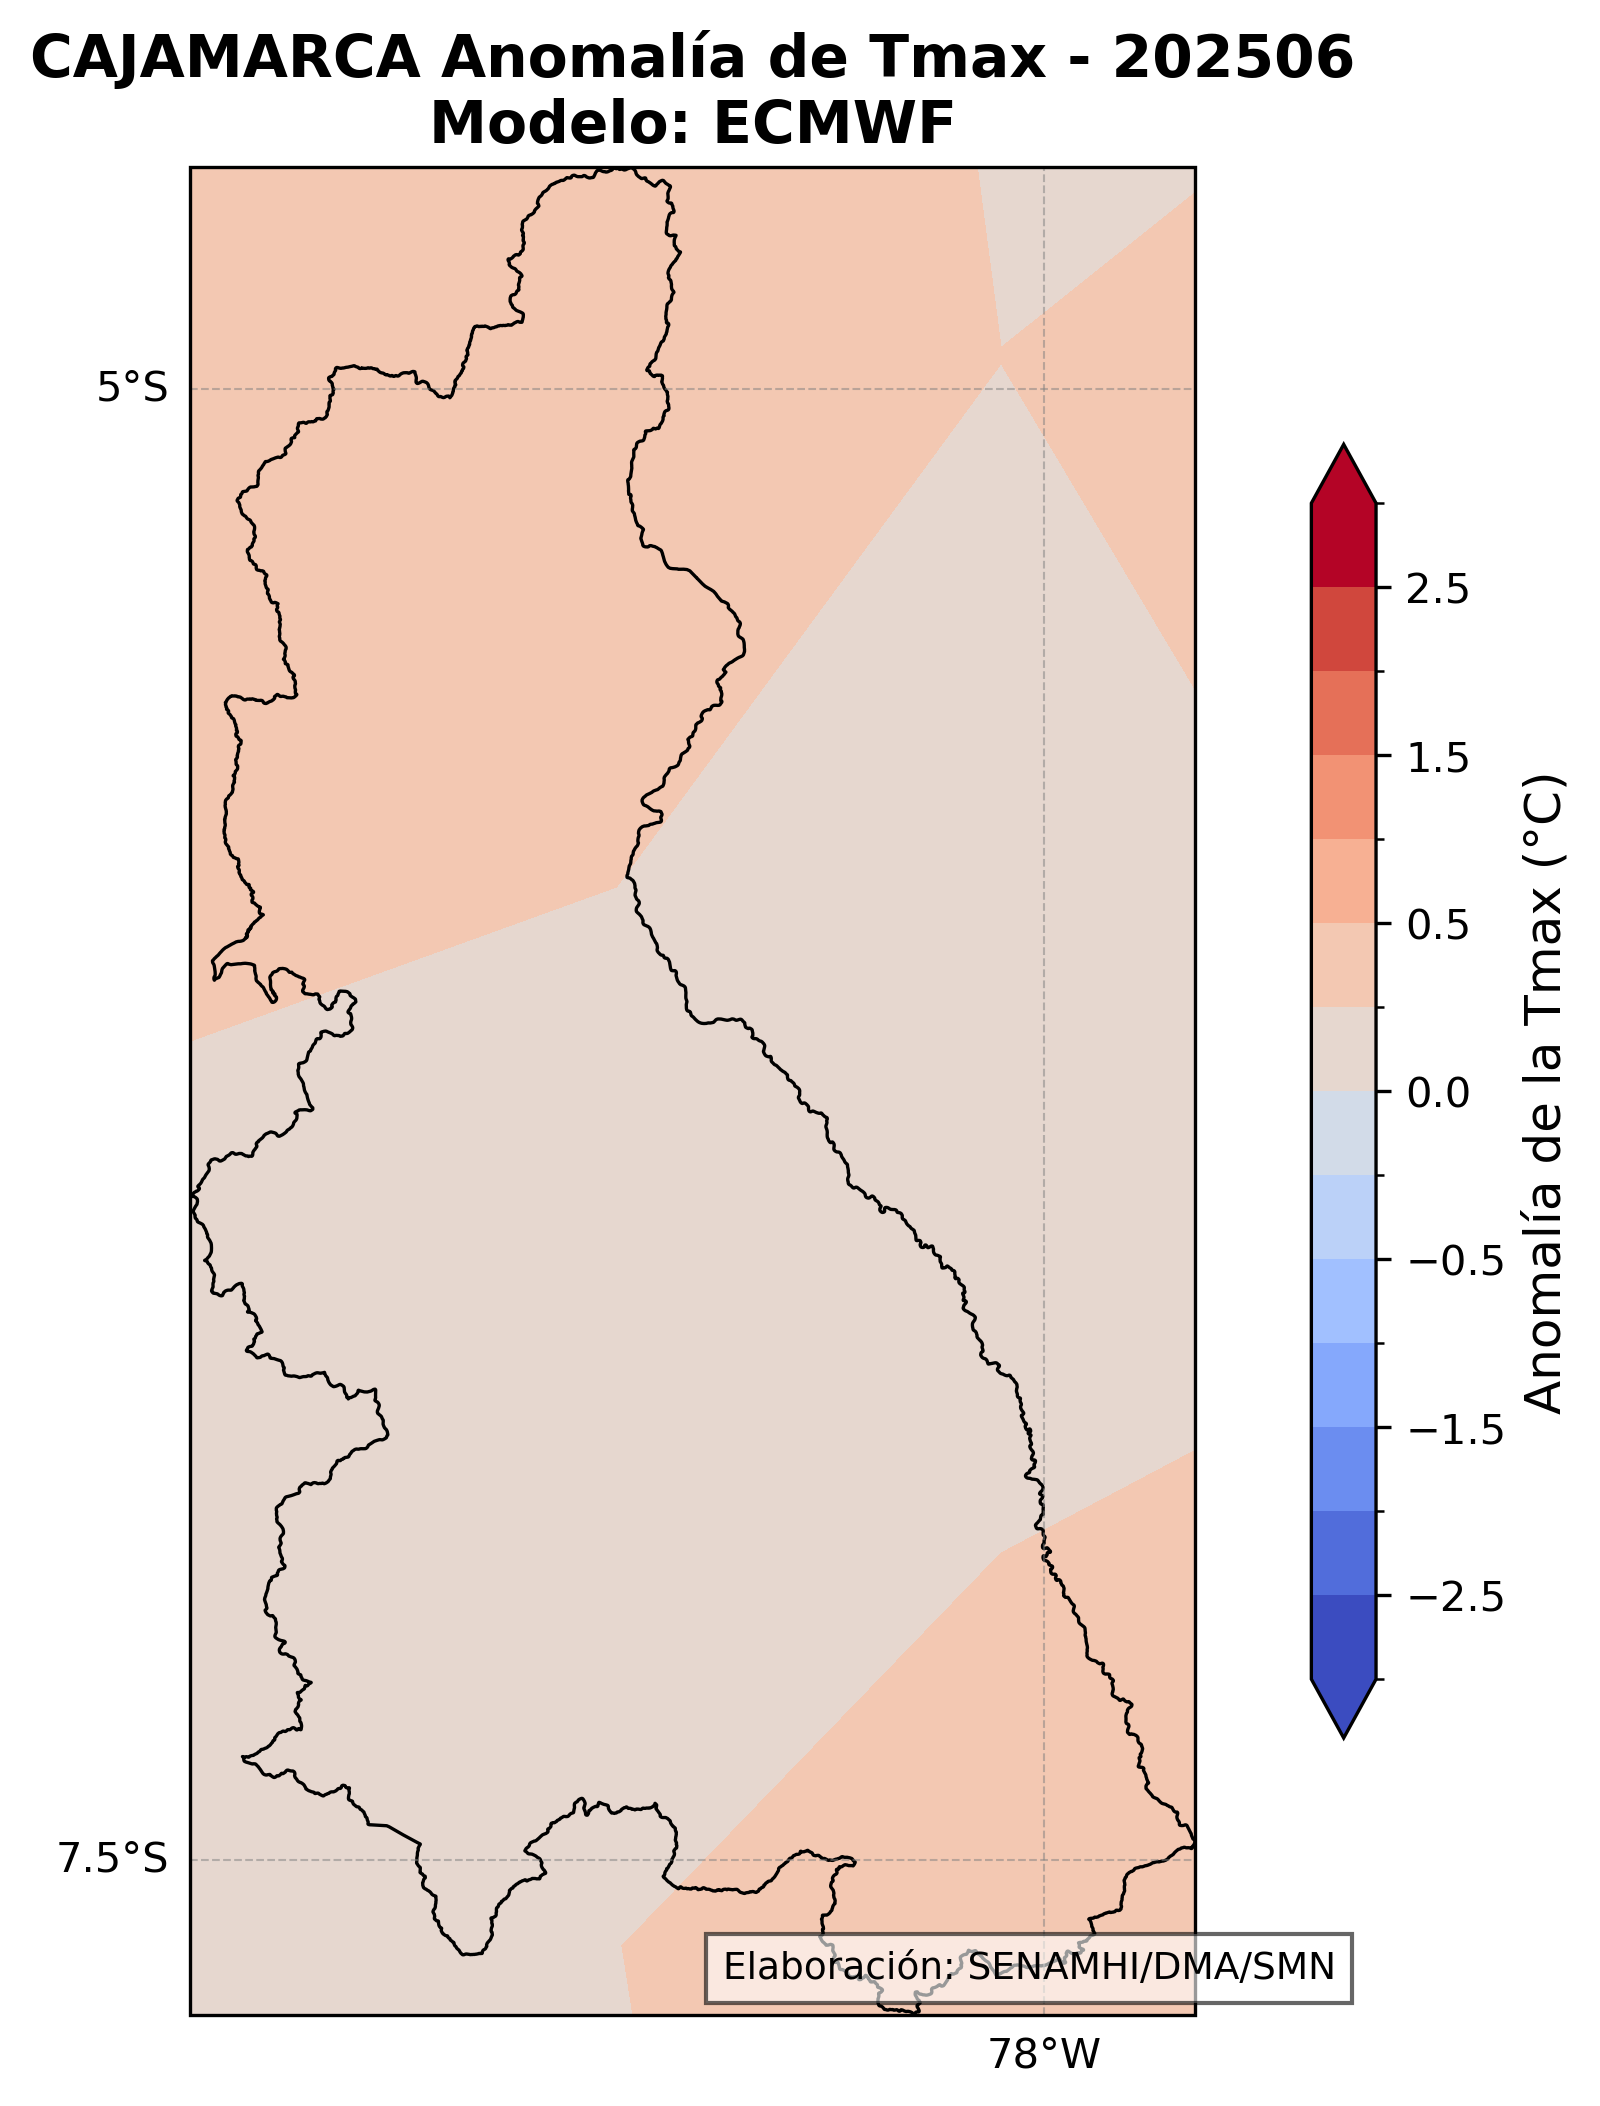 CAJAMARCA Anomalía de Tmax - 202506
Modelo: ECMWF
5°S
7.5°S
78°W
2.5
1.5
0.5
0.0
−0.5
−1.5
−2.5
Anomalía de la Tmax (°C)
Elaboración: SENAMHI/DMA/SMN